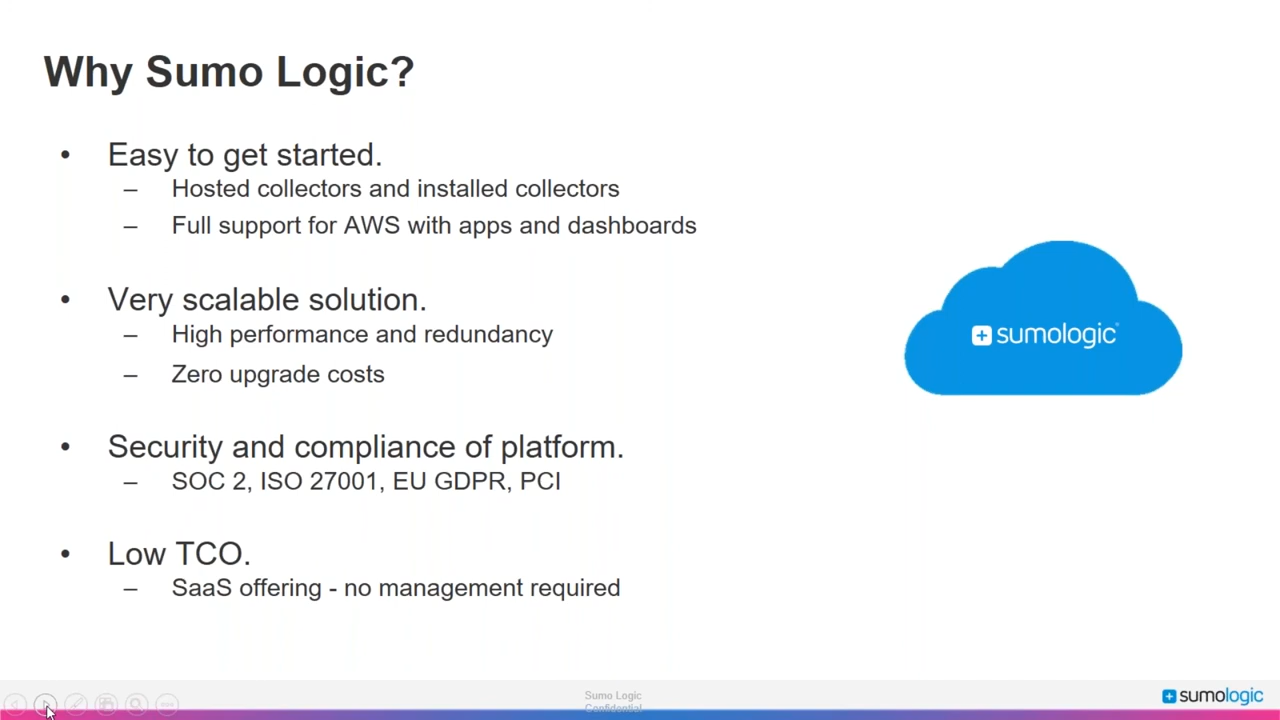 Why Sumo Logic?
• Easy to get started.
– Hosted collectors and installed collectors
– Full support for AWS with apps and dashboards
• Very scalable solution.
– High performance and redundancy
– Zero upgrade costs
sumologic
• Security and compliance of platform.
– SOC 2, ISO 27001, EU GDPR, PCI
• Low TCO.
– SaaS offering - no management required
Sumo Logic
Confidential
sumologic